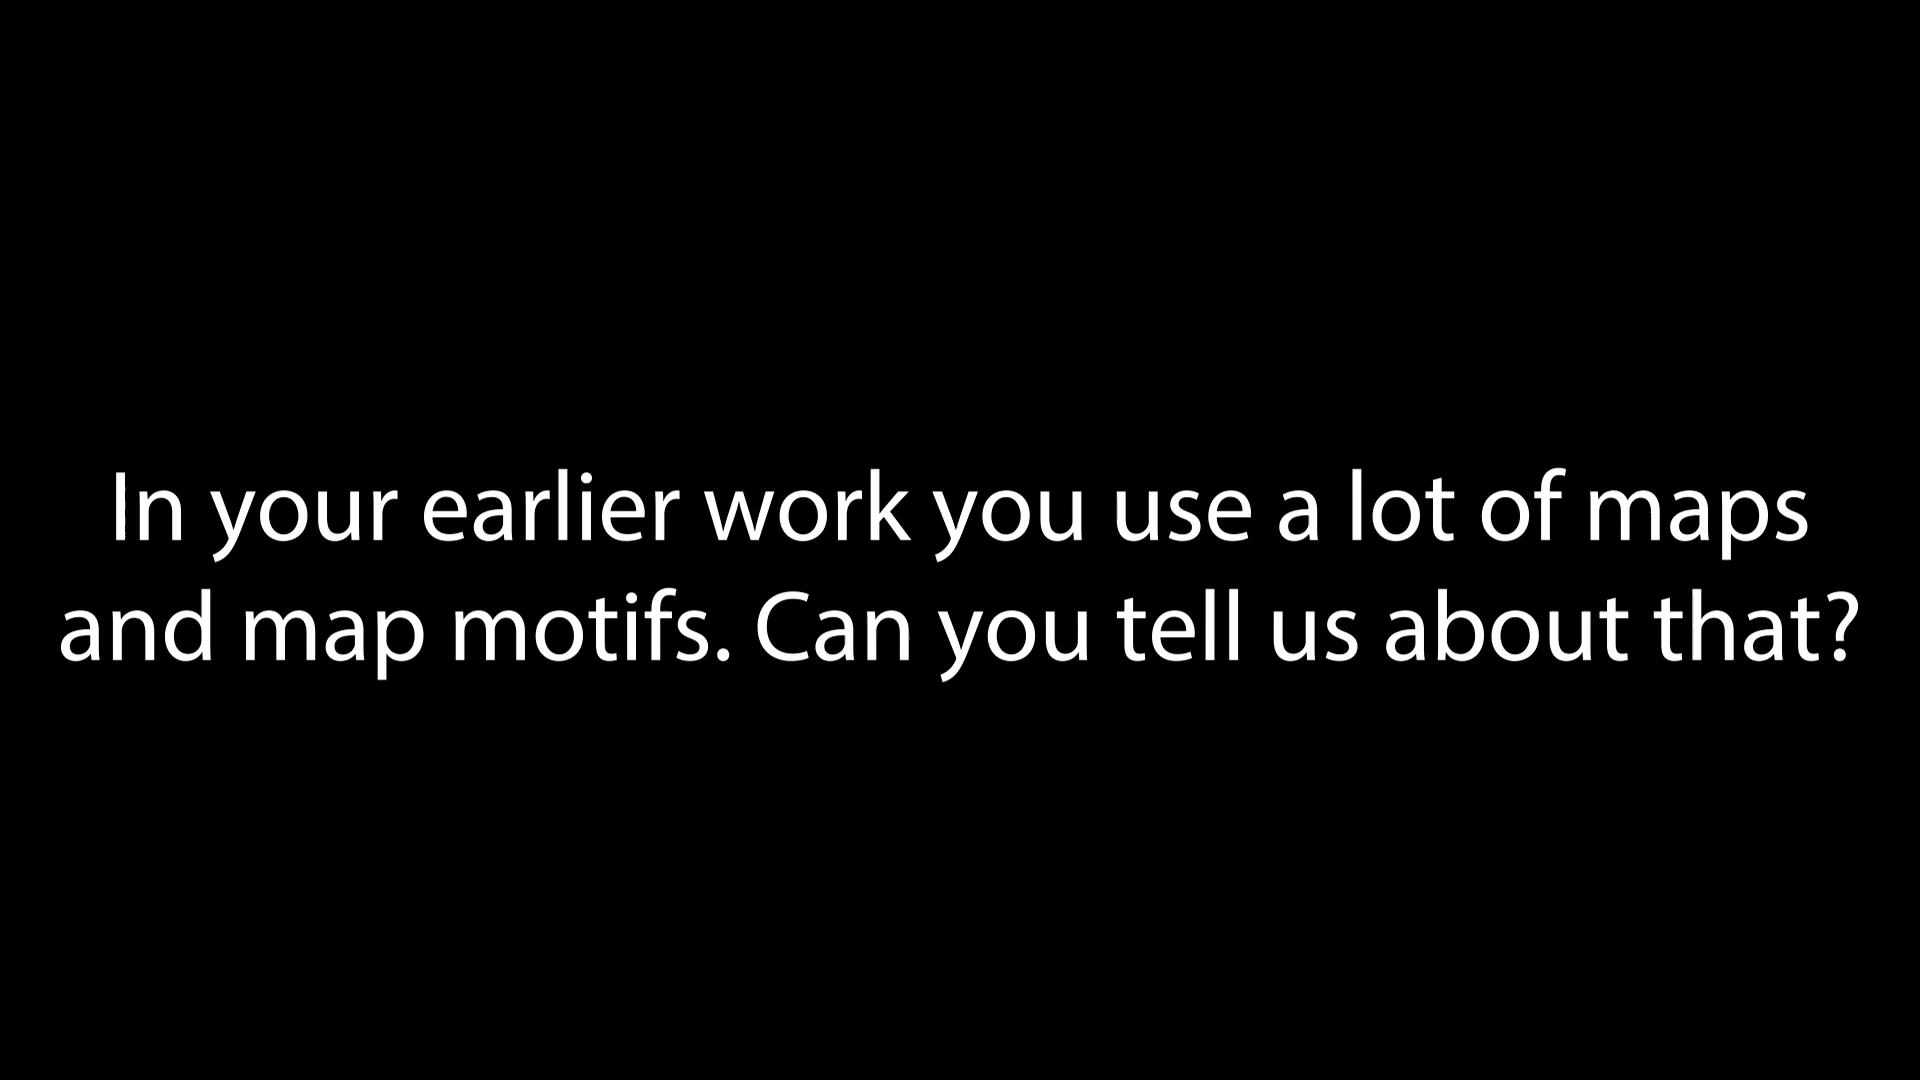 In your earlier work you use a lot of maps
and map motifs. Can you tell us about that?